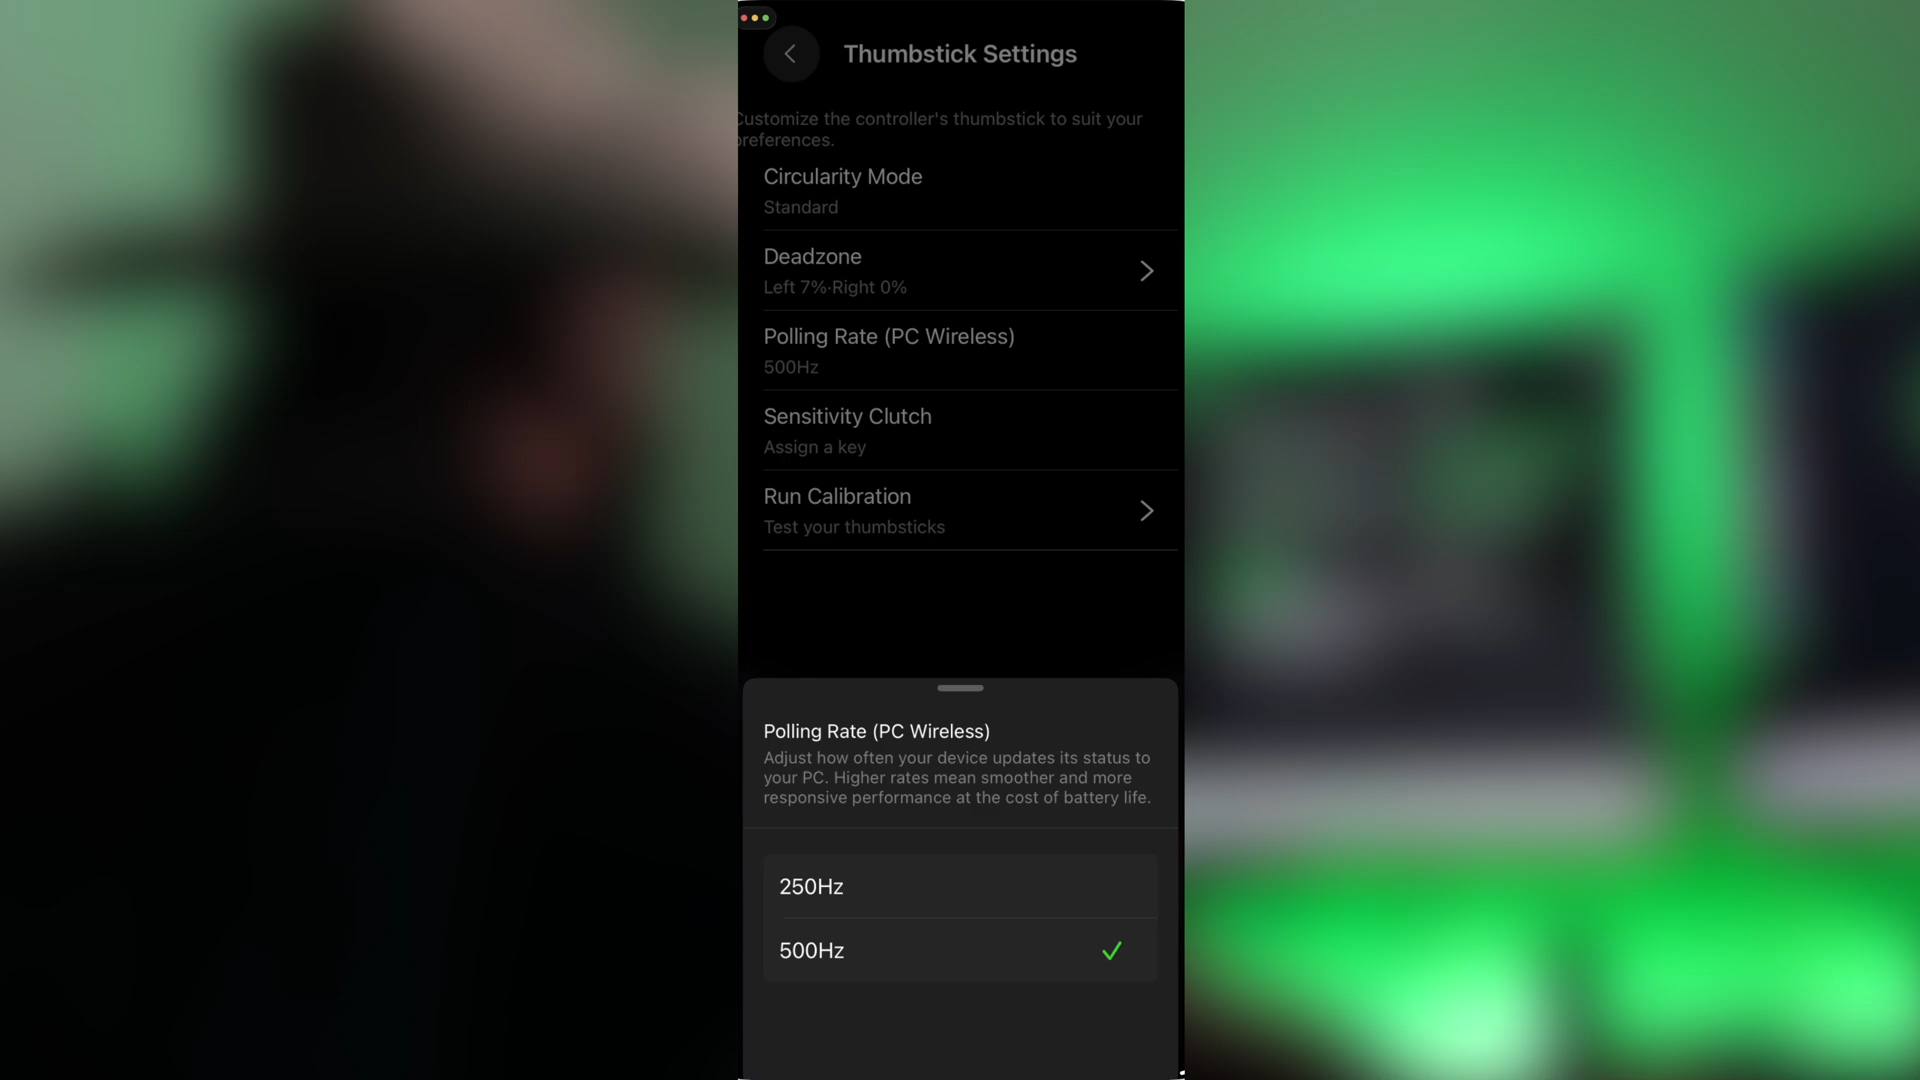 Thumbstick Settings
Customize the controller's thumbstick to suit your
preferences.
Circularity Mode
Standard
Deadzone
Left 7%·Right 0%
Polling Rate (PC Wireless)
500Hz
Sensitivity Clutch
Assign a key
Run Calibration
Test your thumbsticks
Polling Rate (PC Wireless)
Adjust how often your device updates its status to
your PC. Higher rates mean smoother and more
responsive performance at the cost of battery life.
250Hz
500Hz